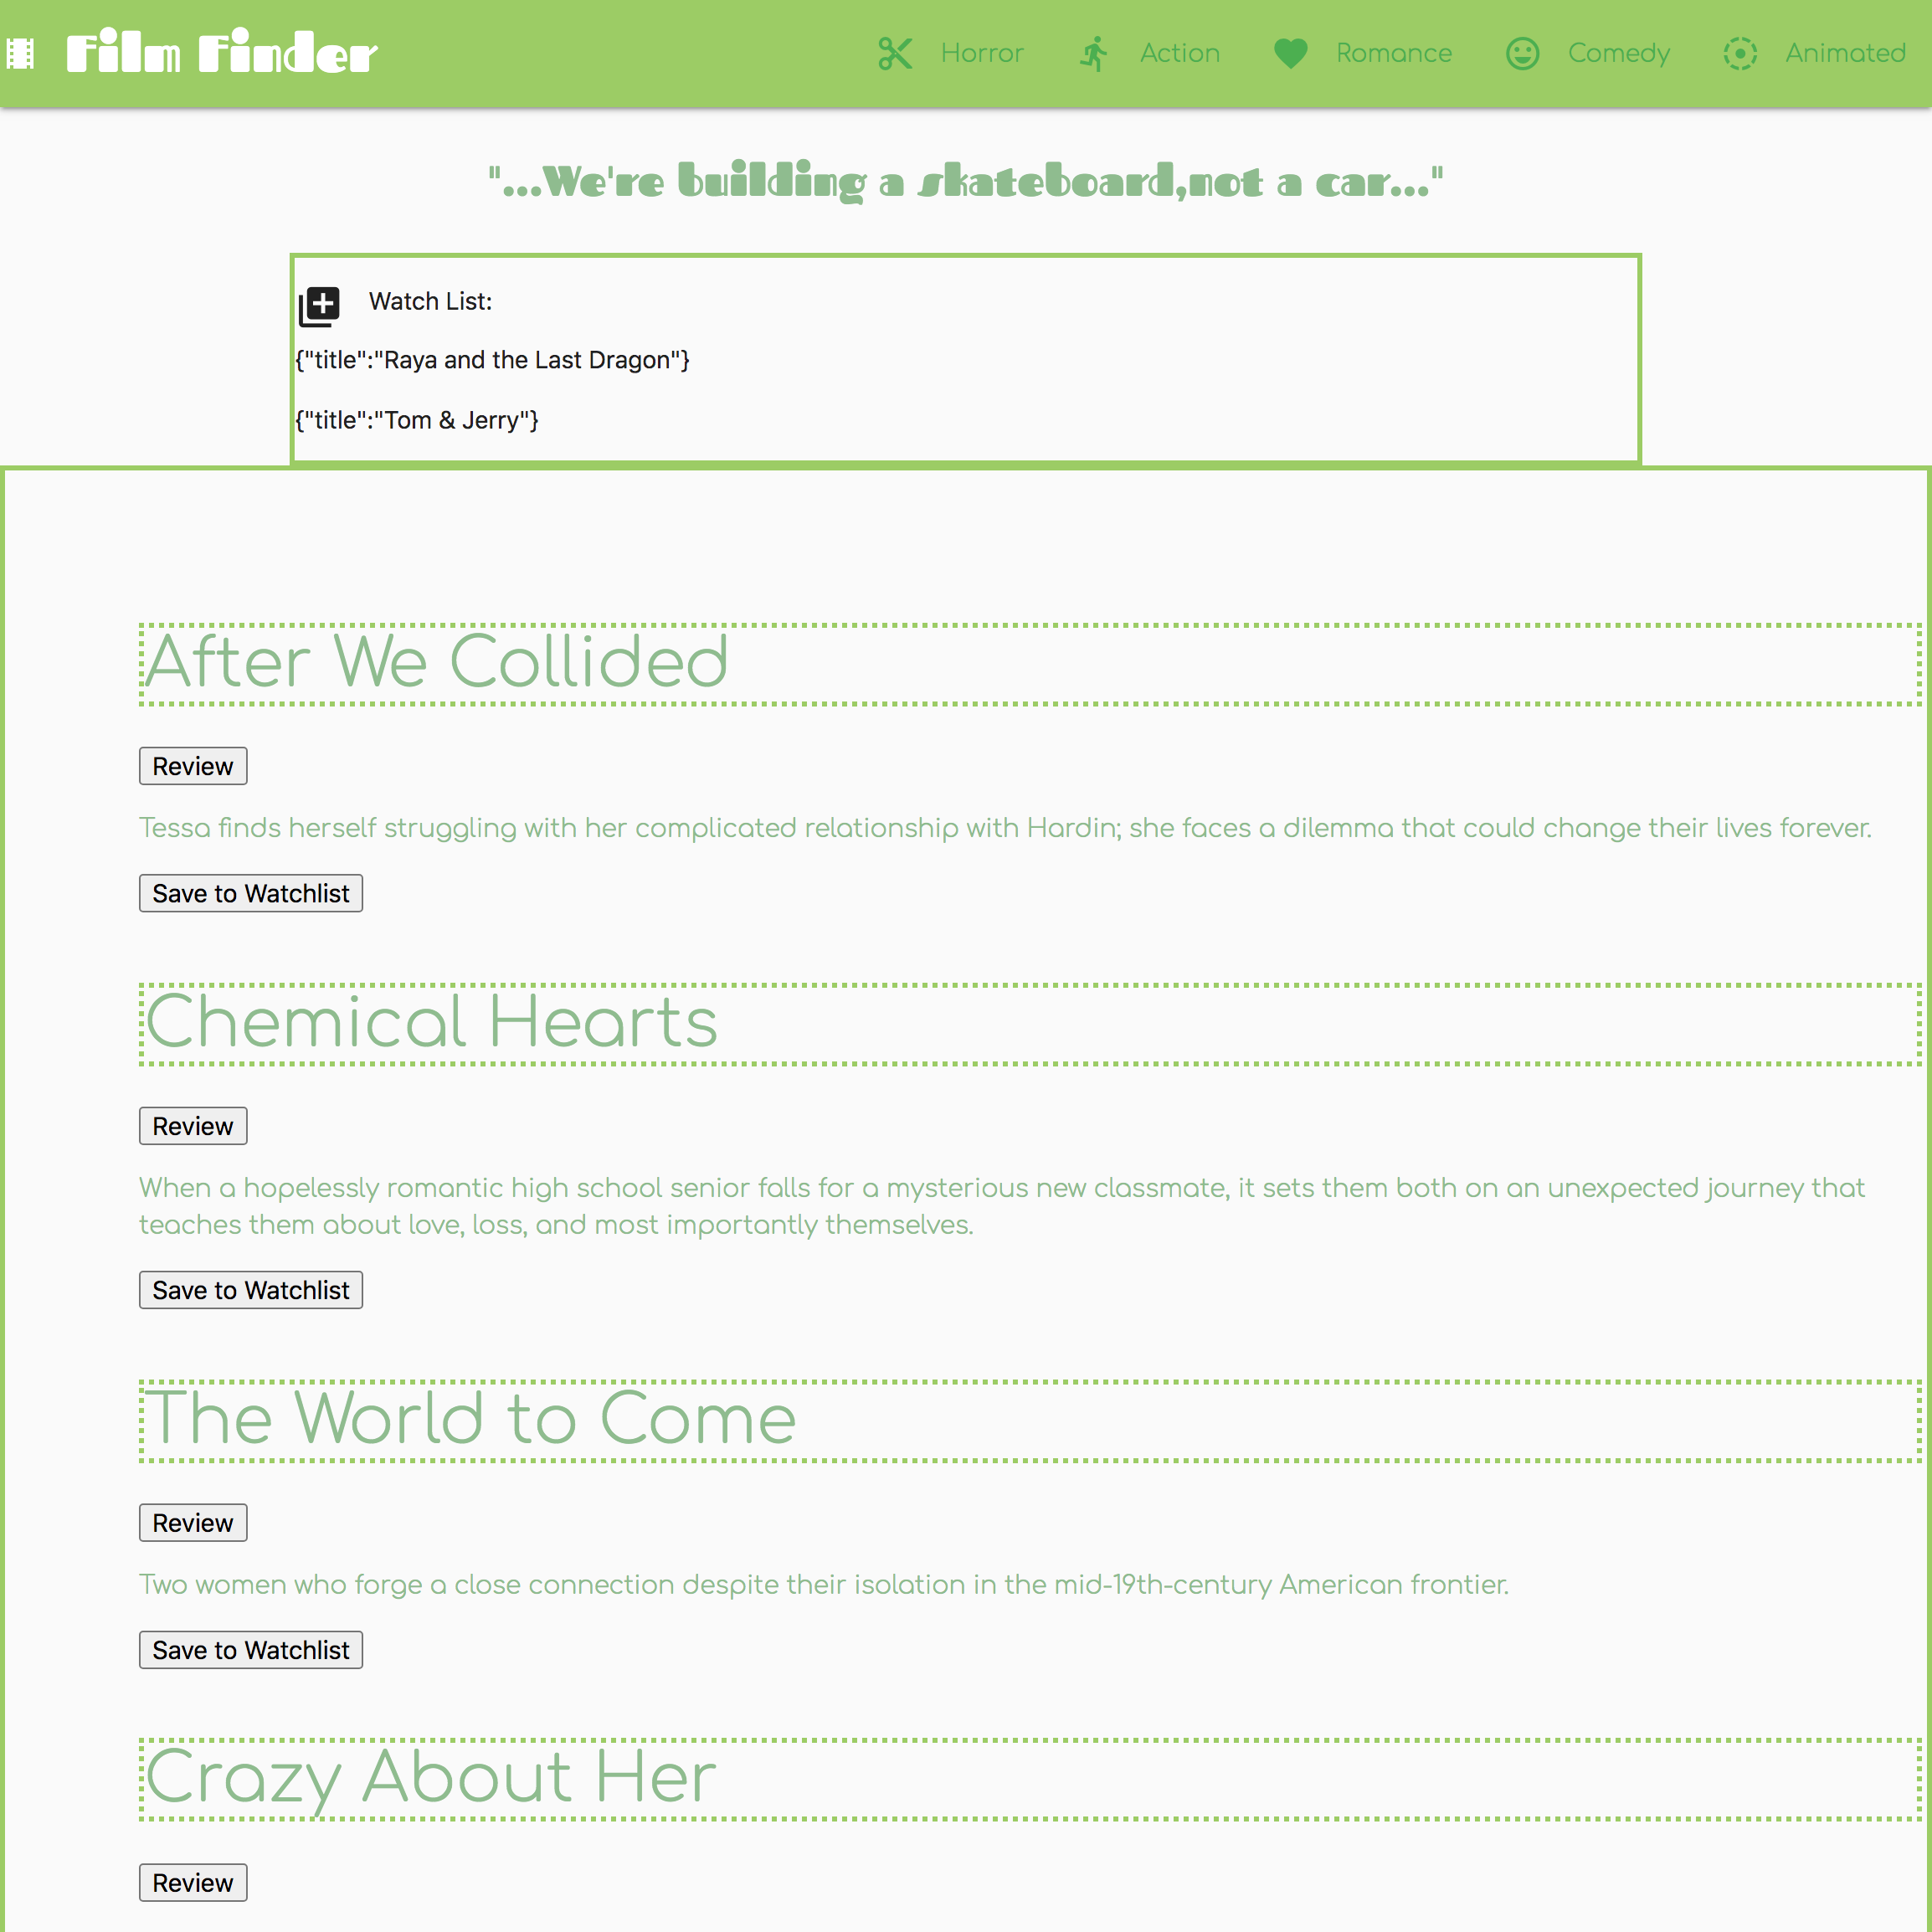 Film Finder
Horror
Action
Romance
Comedy
Animated
"...We're building a skateboard,not a car..."
Watch List:
{"title":"Raya and the Last Dragon"}
{"title":"Tom & Jerry"}
After We Collided
Review
Tessa finds herself struggling with her complicated relationship with Hardin; she faces a dilemma that could change their lives forever.
Save to Watchlist
Chemical Hearts
Review
When a hopelessly romantic high school senior falls for a mysterious new classmate, it sets them both on an unexpected journey that
teaches them about love, loss, and most importantly themselves.
Save to Watchlist
The World to Come
Review
Two women who forge a close connection despite their isolation in the mid-19th-century American frontier.
Save to Watchlist
Crazy About Her
Review